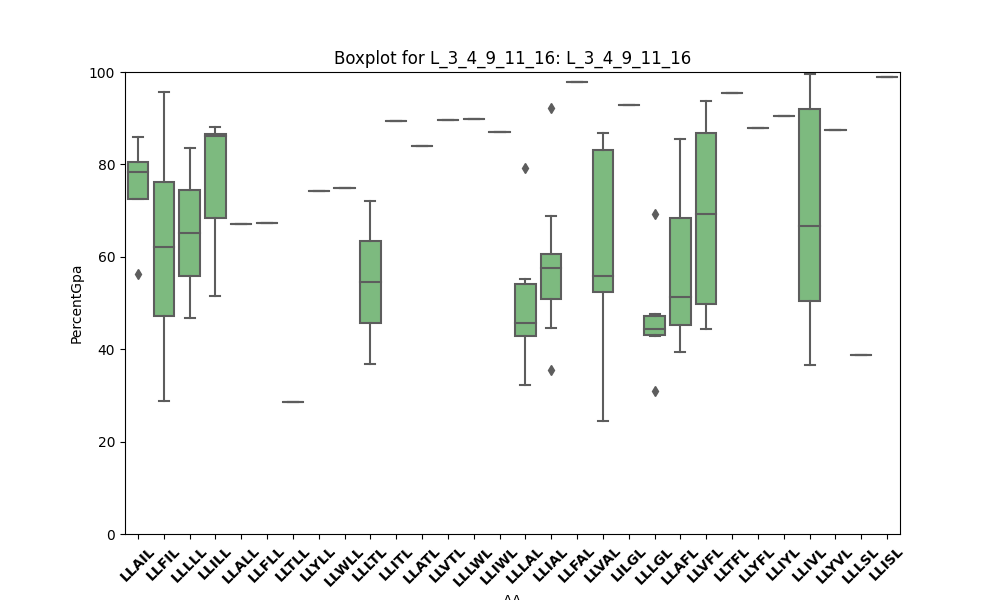 Boxplot for L_3_4_9_11_16: L_3_4_9_11_16
PercentGpa
100
80
60
40
20
0
LLAIL LLFIL LLLLL LLILL LLALL LLFLL LLTLL LLYLL LLWLL LLLTL LLITL LLATL LLVTL LLLWL LLIWL LLLAL LLIAL LLFAL LLVAL LILGL LLLGL LLAFL LLVFL LLTFL LLYFL LLIYL LLIVL LLYVL LLLSL LLISL
AA